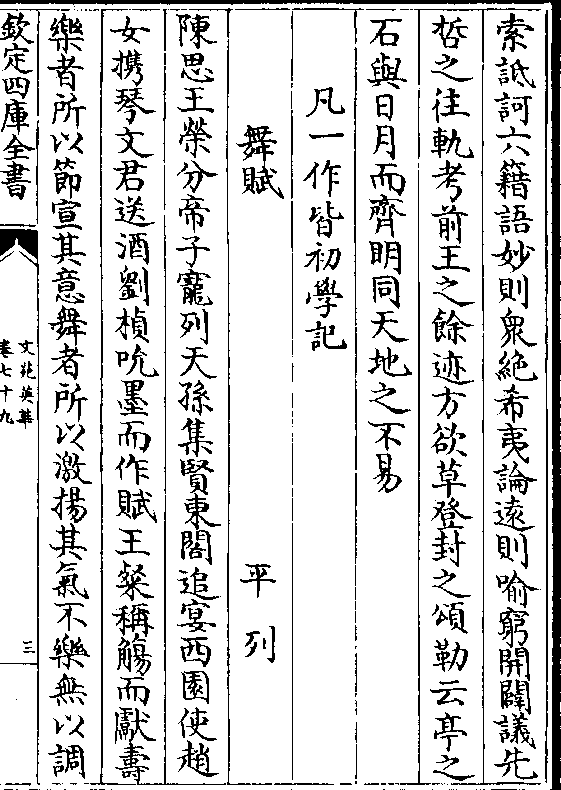 索詆訶六籍語妙則衆絶希夷論遠則喻窮開闢議先
哲之往軌考前王之餘迹方欲草登封之頌勒云亭之
石與日月而齊明同天地之不易
凡一作皆初學記
舞賦 平列
陳思王榮分帝子寵列天孫集賢東閣追宴西園使趙
女攜琴文君送酒劉楨吮墨而作賦王粲稱觴而獻壽
樂者所以節宣其意舞者所以激揚其氣不樂無以調
欽定四庫全書
文苑英華
卷七十九
三